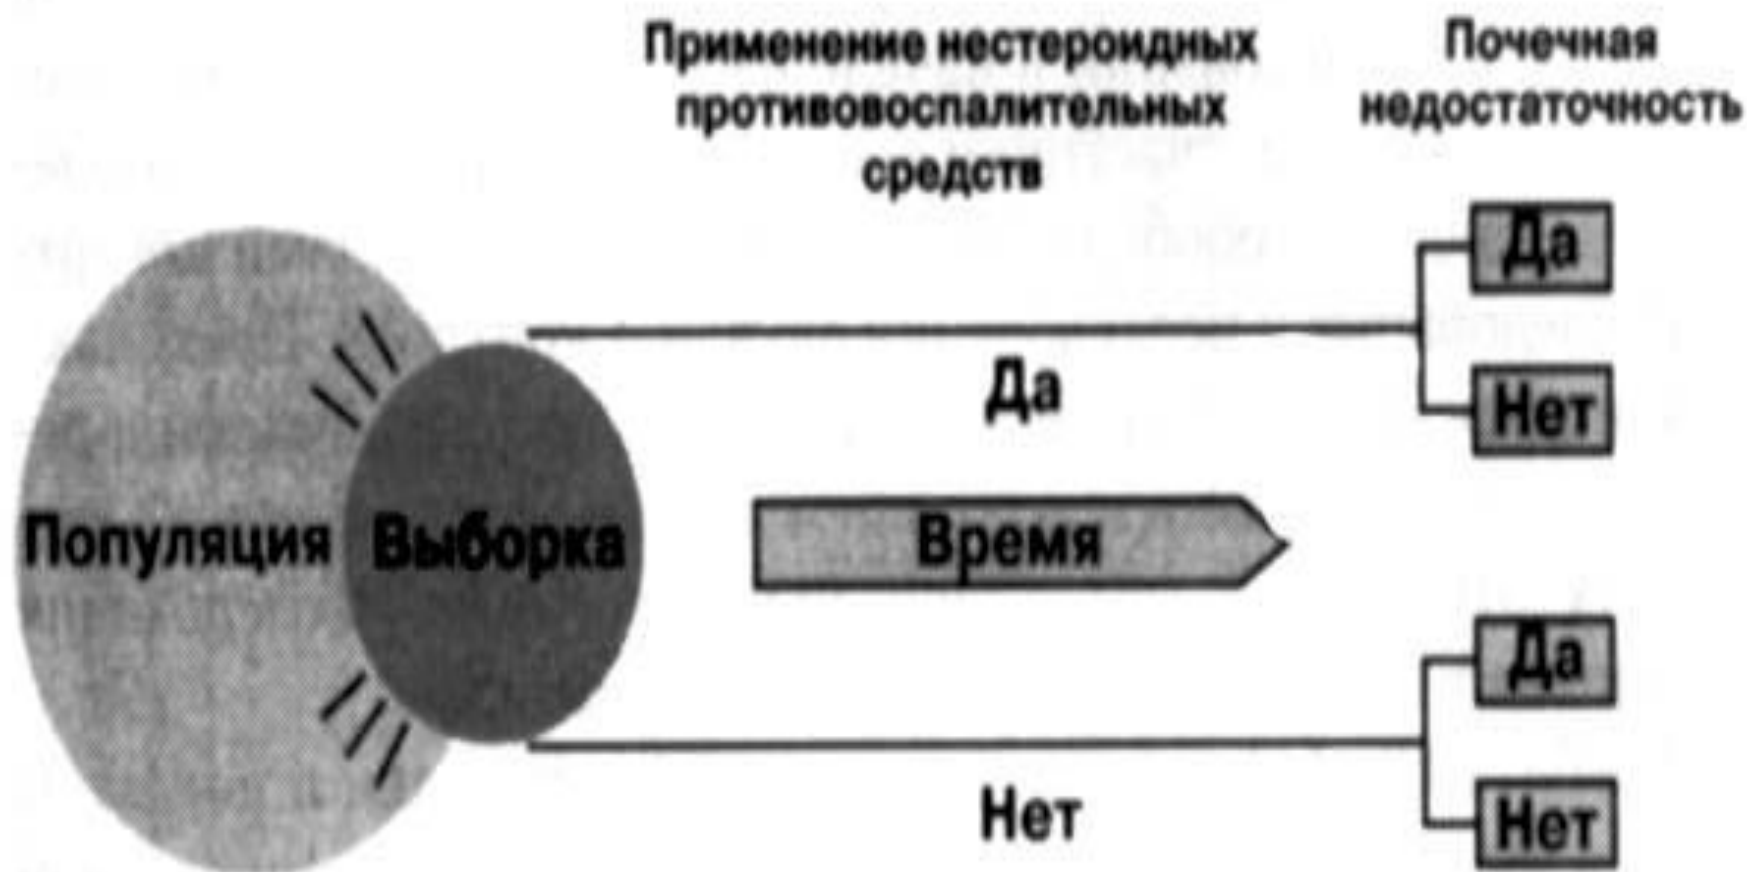 Применение нестероидных
противовоспалительных
средств
Почечная
недостаточность
Да
Да
Нет
Популяция
Выборка
Время
Да
Нет
Нет